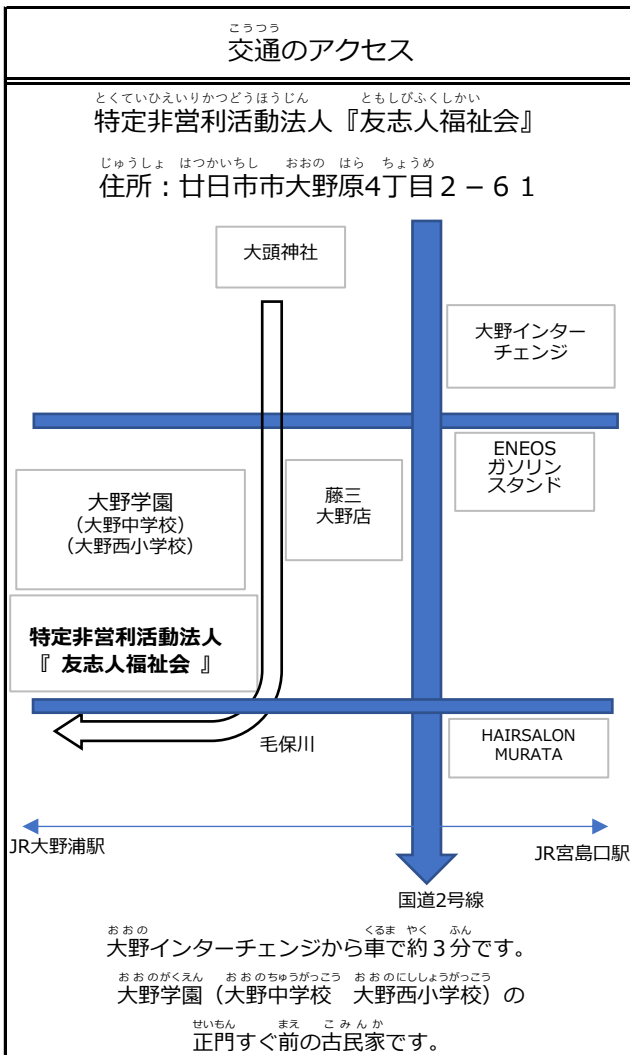 こうつう
交通のアクセス
とくていひえいりかつどうほうじん ともしびふくしかい
特定非営利活動法人『友志人福祉会』
じゅうしょ はつかいちし おおの はら ちょうめ
住所：廿日市市大野原4丁目２－６１
大頭神社
大野インター
チェンジ
ENEOS
ガソリン
スタンド
藤三
大野店
大野学園
（大野中学校）
（大野西小学校）
特定非営利活動法人
『 友志人福祉会 』
毛保川
HAIRSALON
MURATA
JR大野浦駅
JR宮島口駅
国道2号線
おおの くるま やく ふん
大野インターチェンジから車で約３分です。
おおのがくえん おおのちゅうがっこう おおのにししょうがっこう
大野学園（大野中学校 大野西小学校）の
せいもん まえ こみんか
正門すぐ前の古民家です。